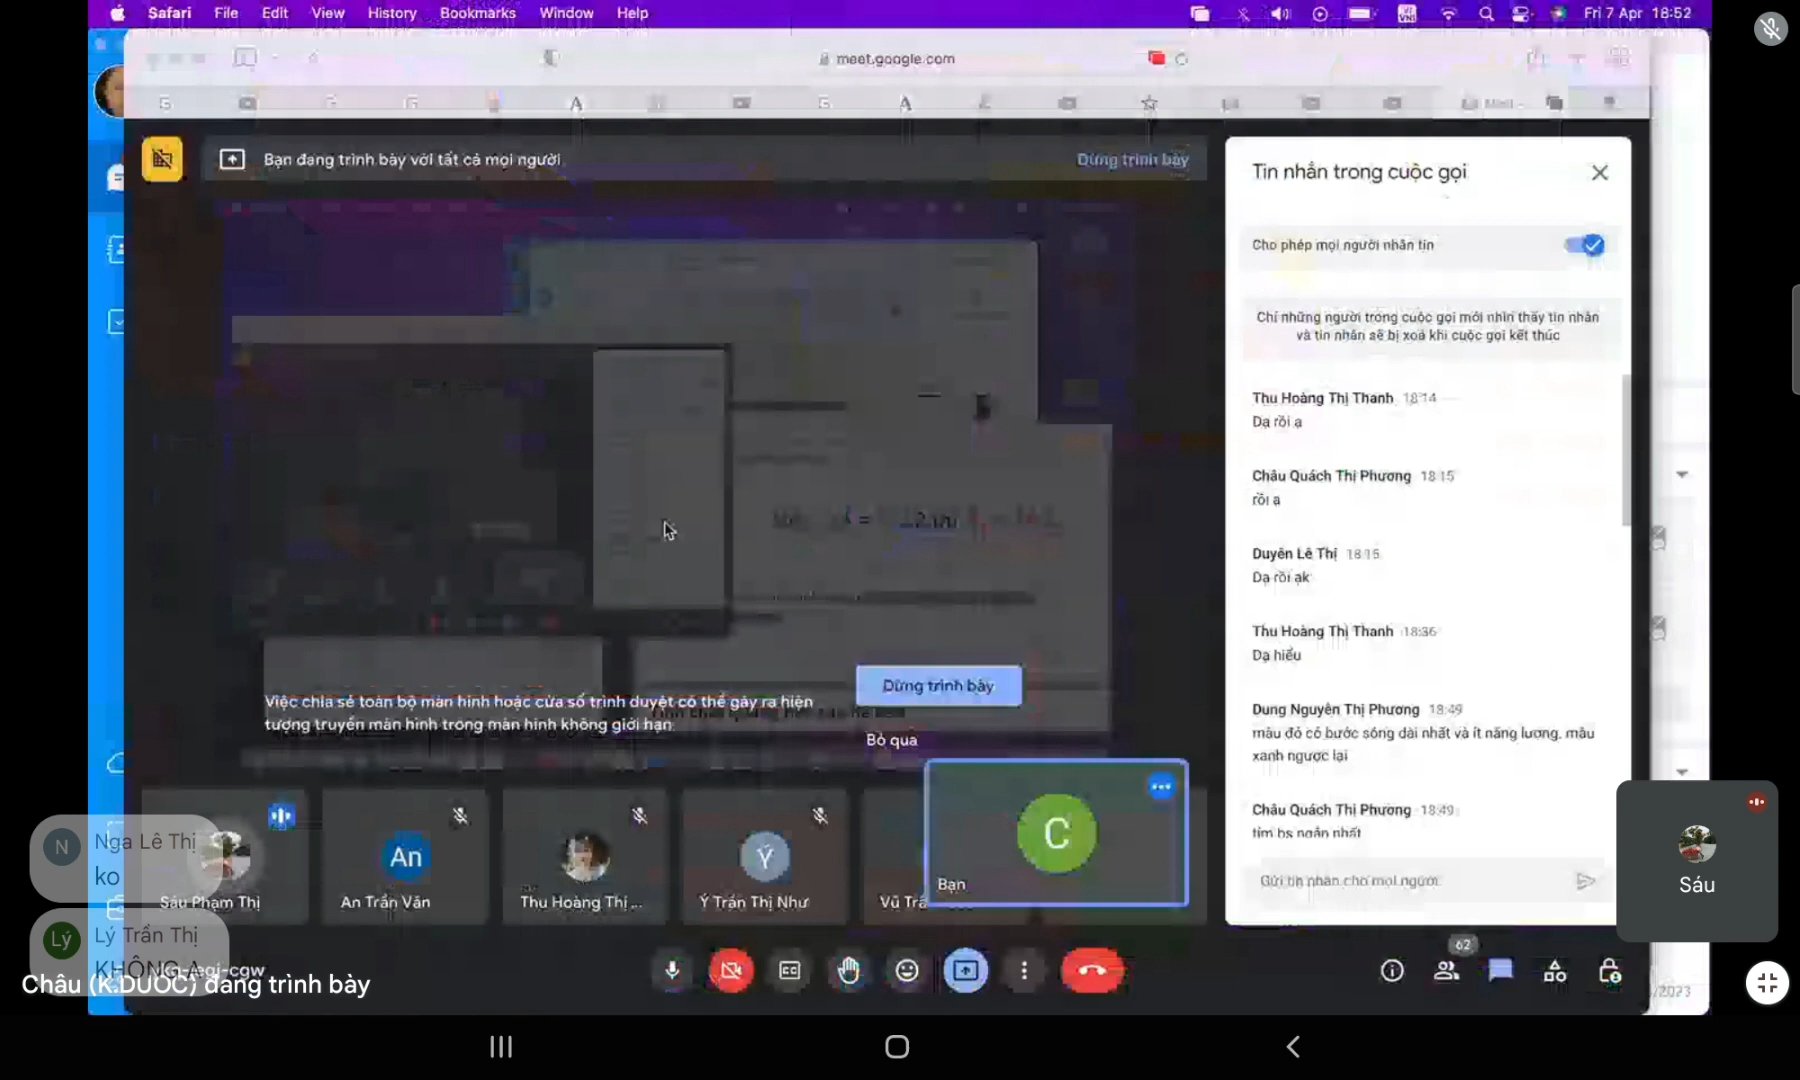 Safari File Edit View History Bookmarks Window Help
Fri 7 Apr 18:52
meet.google.com
Bạn đang trình bày với tất cả mọi người
Dừng trình bày
Việc chia sẻ toàn bộ màn hình hoặc cửa sổ trình duyệt có thể gây ra hiện
tượng truyền màn hình trong màn hình không giới hạn
Dừng trình bày
Bỏ qua
Tin nhắn trong cuộc gọi
Cho phép mọi người nhắn tin
Chỉ những người trong cuộc gọi mới nhìn thấy tin nhắn
và tin nhắn sẽ bị xoá khi cuộc gọi kết thúc
Thu Hoàng Thị Thanh 18:14
Dạ rồi ạ
Châu Quách Thị Phương 18:15
rồi ạ
Duyên Lê Thị 18:15
Dạ rồi ạk
Thu Hoàng Thị Thanh 18:36
Dạ hiểu
Dung Nguyễn Thị Phương 18:49
màu đỏ có bước sóng dài nhất và ít năng lượng. màu
xanh ngược lại
Châu Quách Thị Phương 18:49
tím bs ngắn nhất
Gửi tin nhắn cho mọi người
Sáu Phạm Thị
An
An Trần Văn
Thu Hoàng Thị ...
Ý
Ý Trần Thị Như
Vũ
C
Bạn
Sáu
N
Nga Lê Thị
ko
Lý
Lý Trần Thị
KHÔNG Ạ
Châu (K.DƯỢC) đang trình bày
62
/2023